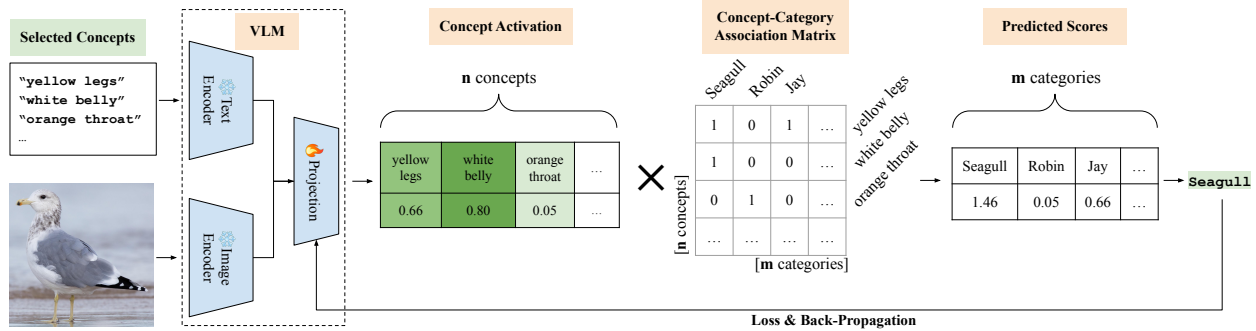 Selected Concepts
"yellow legs"
"white belly"
"orange throat"
…
VLM
Text
Encoder
Image
Encoder
Projection
Concept Activation
n concepts
yellow legs white belly orange throat …
0.66 0.80 0.05 …
Concept-Category
Association Matrix
Seagull Robin Jay
1 0 1 … yellow legs
1 0 0 … white belly
0 1 0 … orange throat
… … … …
[n concepts]
[m categories]
Predicted Scores
m categories
Seagull Robin Jay …
1.46 0.05 0.66 …
Seagull
Loss & Back-Propagation